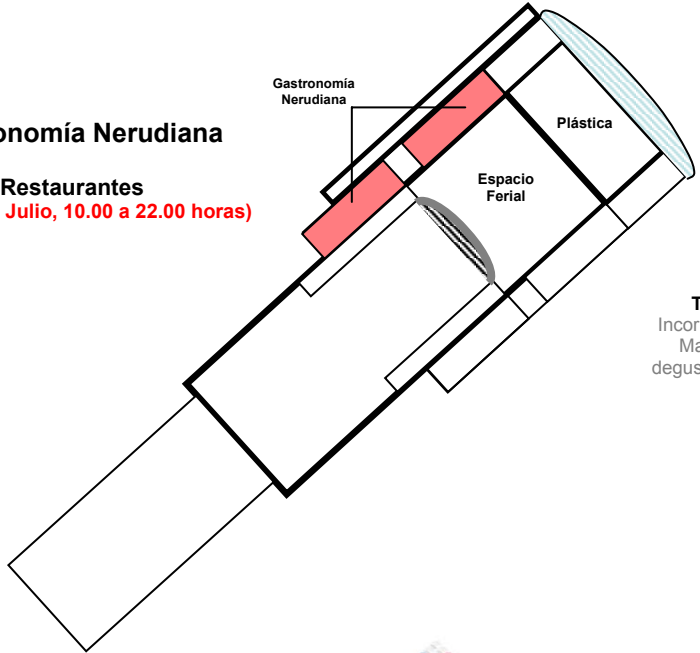 Gastronomía
Nerudiana
onomía Nerudiana
Plástica
Restaurantes
Julio, 10.00 a 22.00 horas)
Espacio
Ferial
T
Incor
Ma
degus